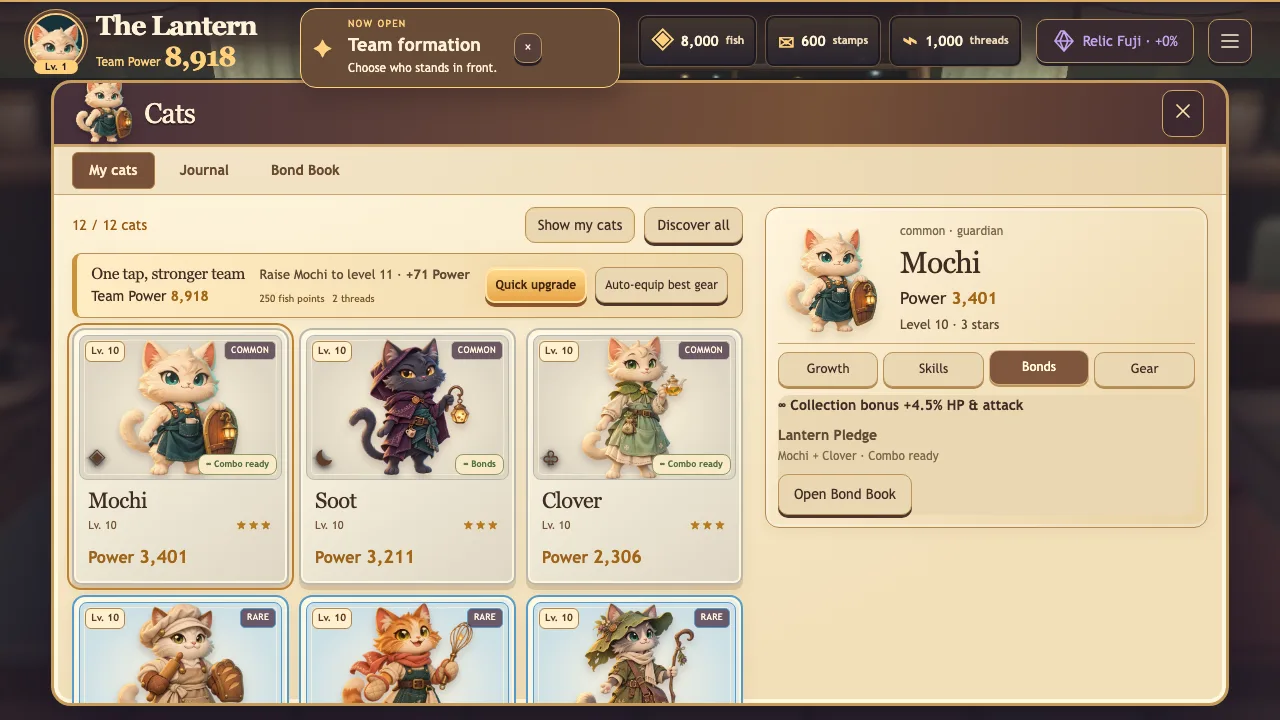 The Lantern
Lv. 1
Team Power 8,918
NOW OPEN
Team formation
Choose who stands in front.
×
8,000 fish
600 stamps
1,000 threads
Relic Fuji · +0%
Cats
My cats
Journal
Bond Book
12 / 12 cats
Show my cats
Discover all
One tap, stronger team
Team Power 8,918
Raise Mochi to level 11 · +71 Power
250 fish points 2 threads
Quick upgrade
Auto-equip best gear
Lv. 10
COMMON
∞ Combo ready
Mochi
Lv. 10
★★★
Power 3,401
Lv. 10
COMMON
∞ Bonds
Soot
Lv. 10
★★★
Power 3,211
Lv. 10
COMMON
∞ Combo ready
Clover
Lv. 10
★★★
Power 2,306
Lv. 10
RARE
Lv. 10
RARE
Lv. 10
RARE
common · guardian
Mochi
Power 3,401
Level 10 · 3 stars
Growth
Skills
Bonds
Gear
∞ Collection bonus +4.5% HP & attack
Lantern Pledge
Mochi + Clover · Combo ready
Open Bond Book